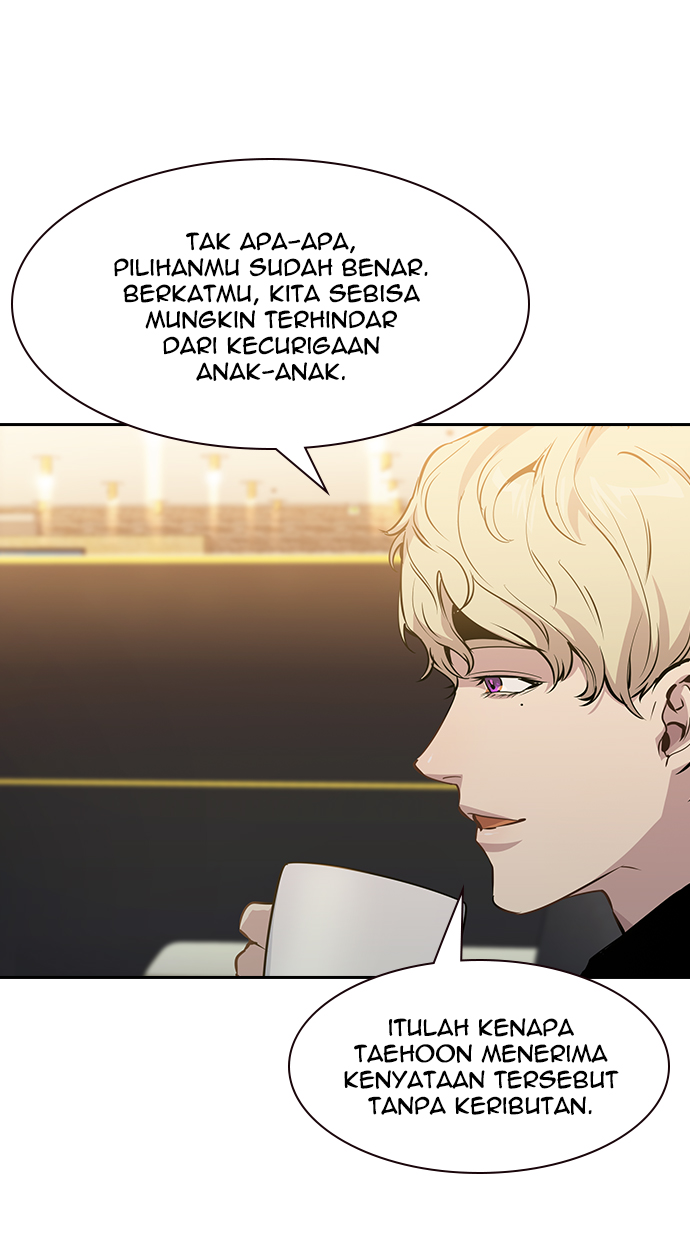 TAK APA-APA,
PILIHANMU SUDAH BENAR.
BERKATMU, KITA SEBISA
MUNGKIN TERHINDAR
DARI KECURIGAAN
ANAK-ANAK.
ITULAH KENAPA
TAEHOON MENERIMA
KENYATAAN TERSEBUT
TANPA KERIBUTAN.